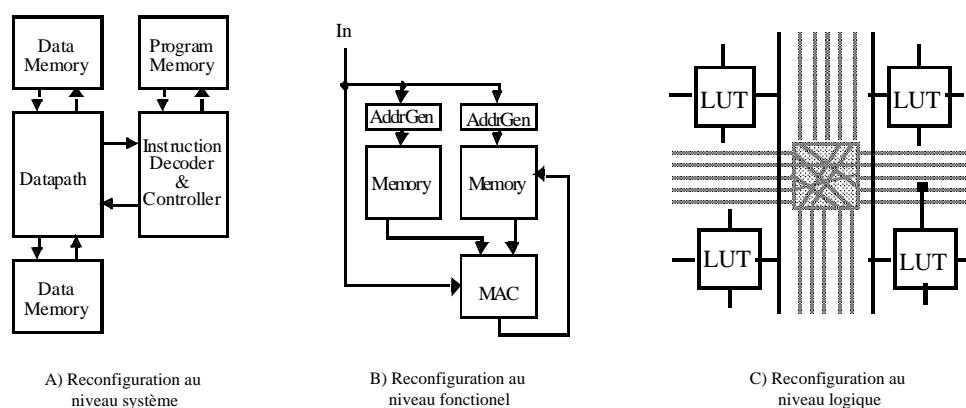 Data
Memory
Program
Memory
Datapath
Instruction
Decoder
&
Controller
Data
Memory
A) Reconfiguration au
niveau système
In
AddrGen
AddrGen
Memory
Memory
MAC
B) Reconfiguration au
niveau fonctionel
LUT
LUT
LUT
LUT
C) Reconfiguration au
niveau logique